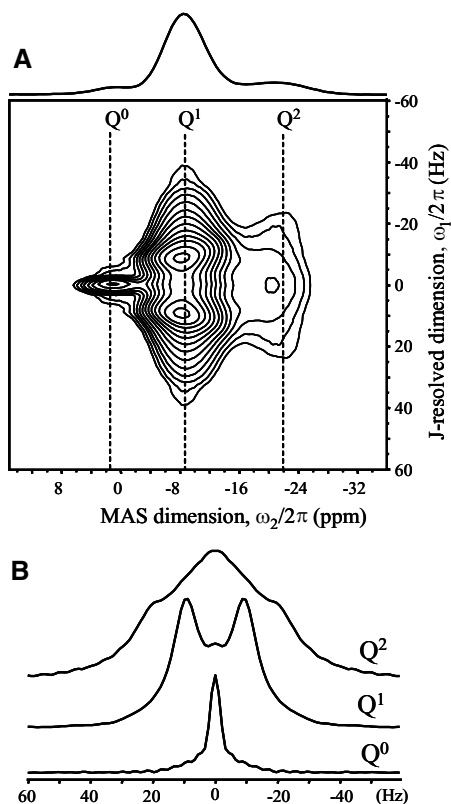 A
Q⁰ Q¹ Q²
-60
-40
-20
0
20
40
60
J-resolved dimension, ω₁/2π (Hz)
8 0 -8 -16 -24 -32
MAS dimension, ω₂/2π (ppm)
B
Q²
Q¹
Q⁰
60 40 20 0 -20 -40 (Hz)